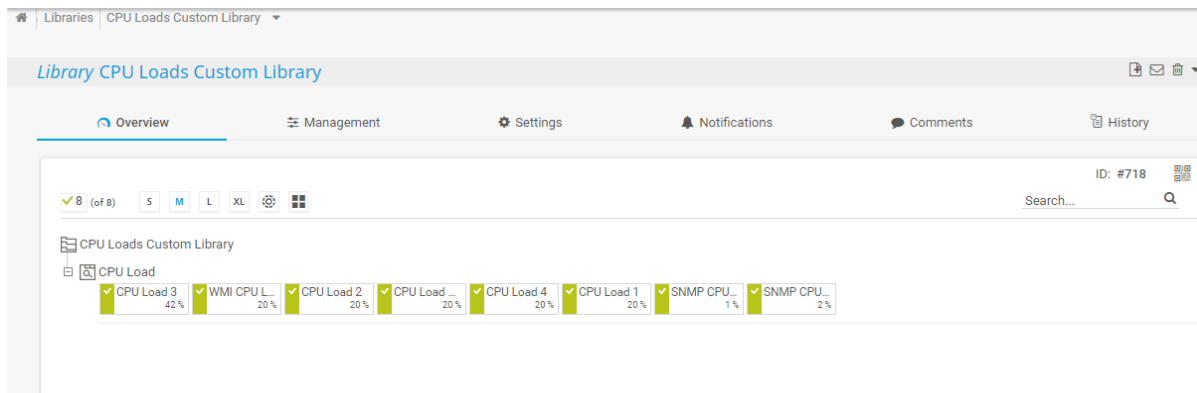 Libraries CPU Loads Custom Library
Library CPU Loads Custom Library
Overview Management Settings Notifications Comments History
ID: #718
8 (of 8) S M L XL Search...
CPU Loads Custom Library
CPU Load
CPU Load 3 WMI CPU L... CPU Load 2 CPU Load ... CPU Load 4 CPU Load 1 SNMP CPU... SNMP CPU...
42 % 20 % 20 % 20 % 20 % 20 % 1 % 2 %